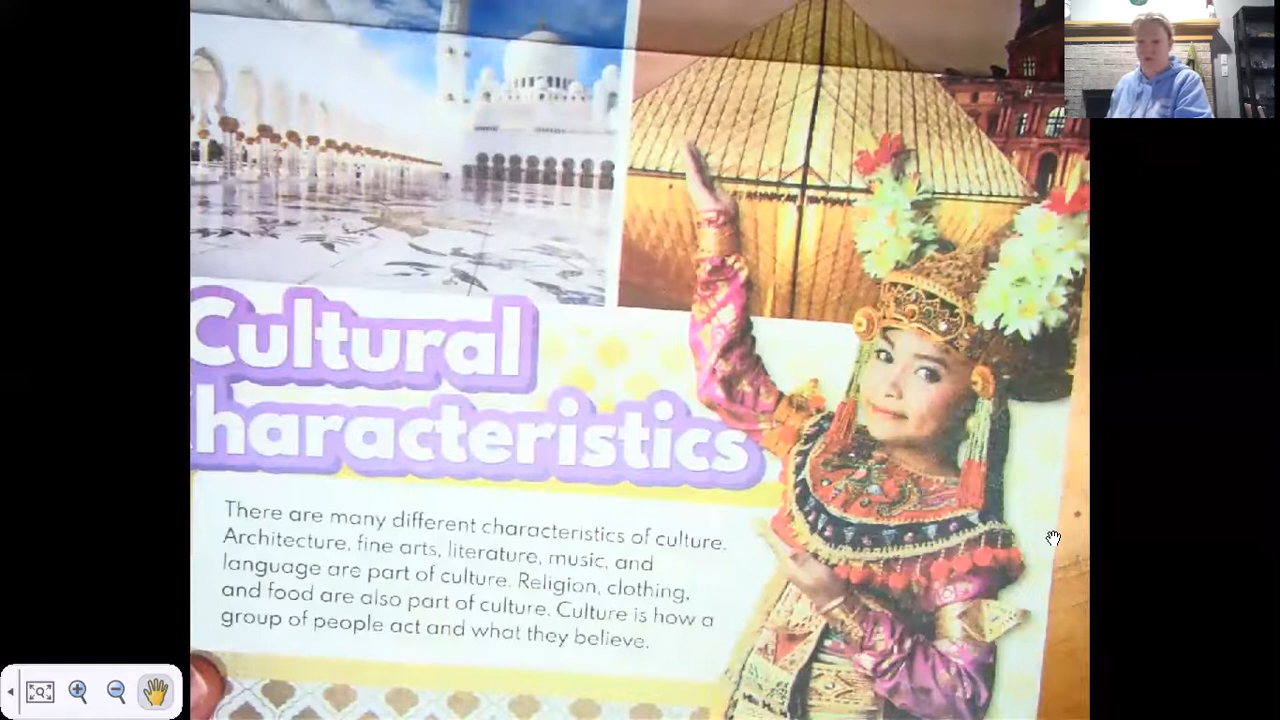 Cultural
haracteristics
There are many different characteristics of culture.
Architecture, fine arts, literature, music, and
language are part of culture. Religion, clothing,
and food are also part of culture. Culture is how a
group of people act and what they believe.